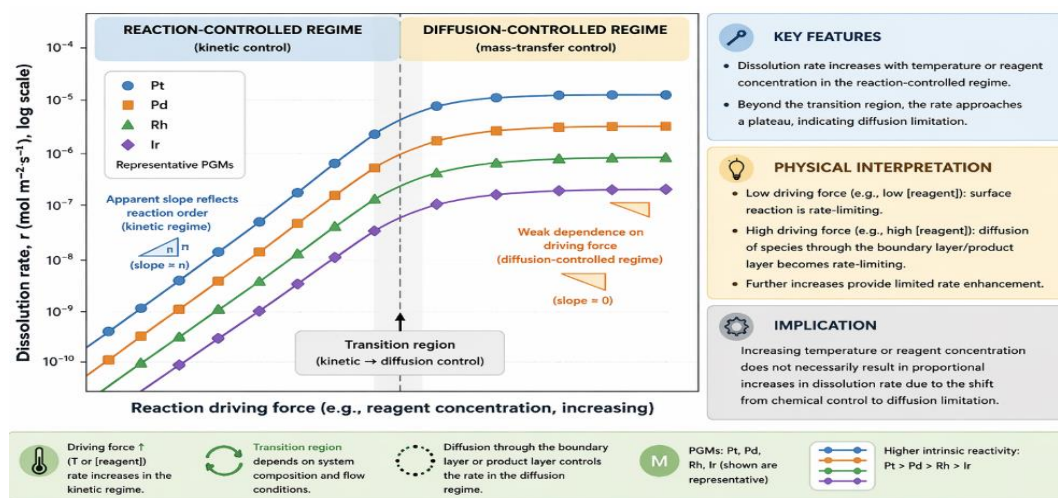 REACTION-CONTROLLED REGIME
(kinetic control)
DIFFUSION-CONTROLLED REGIME
(mass-transfer control)
Dissolution rate, r (mol m⁻²·s⁻¹), log scale)
10⁻⁴
10⁻⁵
10⁻⁶
10⁻⁷
10⁻⁸
10⁻⁹
10⁻¹⁰
Pt
Pd
Rh
Ir
Representative PGMs
Apparent slope reflects
reaction order
(kinetic regime)
n
n
(slope = n)
Weak dependence on
driving force
(diffusion-controlled regime)
(slope ≈ 0)
Transition region
(kinetic → diffusion control)
Reaction driving force (e.g., reagent concentration, increasing)
KEY FEATURES
• Dissolution rate increases with temperature or reagent
concentration in the reaction-controlled regime.
• Beyond the transition region, the rate approaches
a plateau, indicating diffusion limitation.
PHYSICAL INTERPRETATION
• Low driving force (e.g., low [reagent]): surface
reaction is rate-limiting.
• High driving force (e.g., high [reagent]): diffusion
of species through the boundary layer/product
layer becomes rate-limiting.
• Further increases provide limited rate enhancement.
IMPLICATION
Increasing temperature or reagent concentration
does not necessarily result in proportional
increases in dissolution rate due to the shift
from chemical control to diffusion limitation.
Driving force ↑
(T or [reagent])
rate increases in the
kinetic regime.
Transition region
depends on system
composition and flow
conditions.
Diffusion through the boundary
layer or product layer controls
the rate in the diffusion
regime.
M
PGMs: Pt, Pd,
Rh, Ir (shown are
representative)
Higher intrinsic reactivity:
Pt > Pd > Rh > Ir